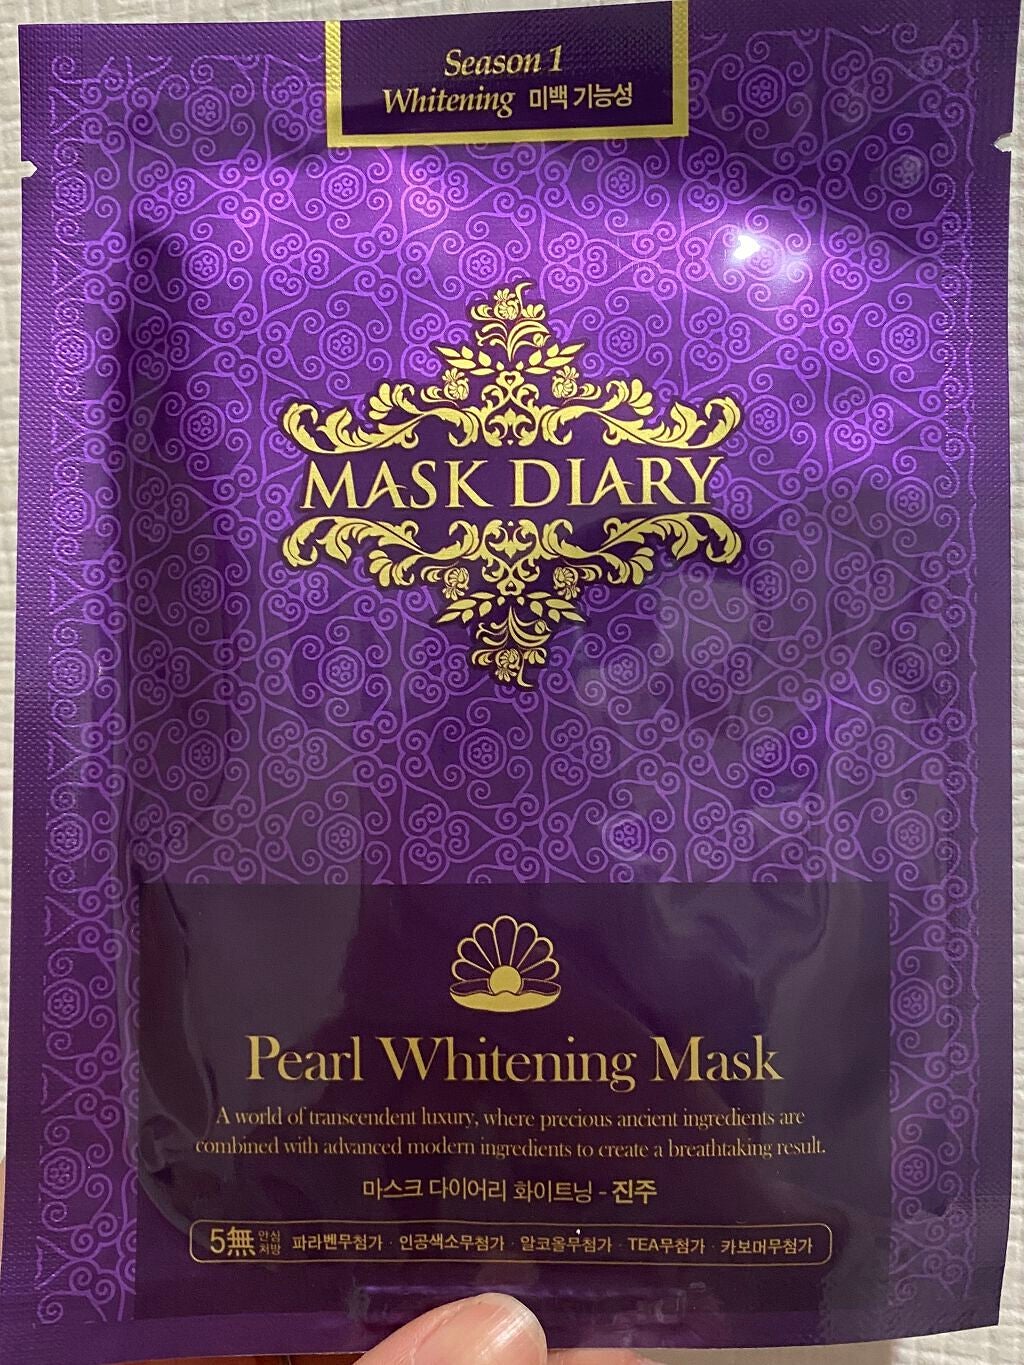 Season 1
Whitening 미백 기능성
MASK DIARY
Pearl Whitening Mask
A world of transcendent luxury, where precious ancient ingredients are
combined with advanced modern ingredients to create a breathtaking result.
마스크 다이어리 화이트닝 - 진주
5無 안심처방 파라벤무첨가 · 인공색소무첨가 · 알코올무첨가 · TEA무첨가 · 카보머무첨가